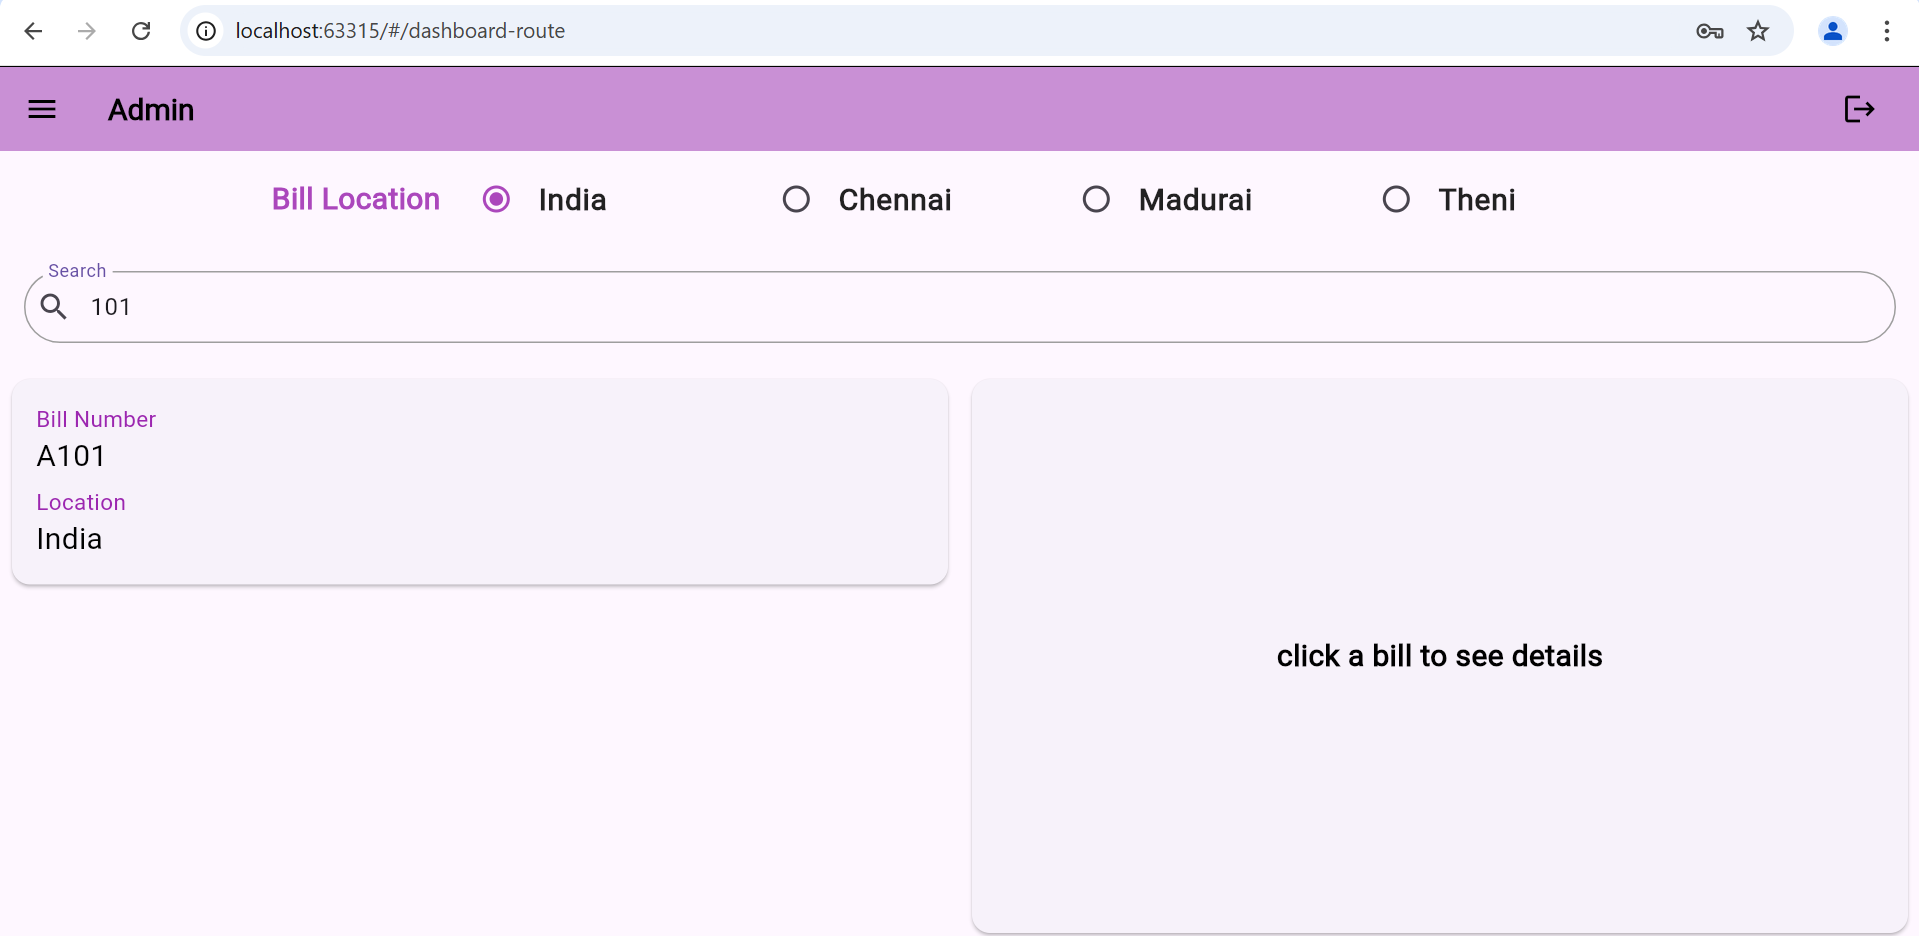 localhost:63315/#/dashboard-route
Admin
Bill Location India Chennai Madurai Theni
Search
101
Bill Number
A101
Location
India
click a bill to see details